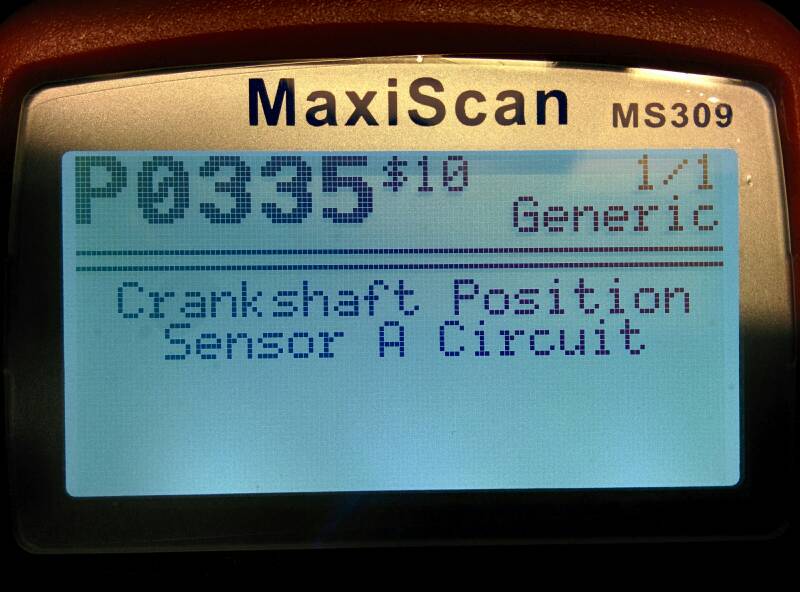 MaxiScan MS309
P0335 $10 1/1
Generic
Crankshaft Position
Sensor A Circuit